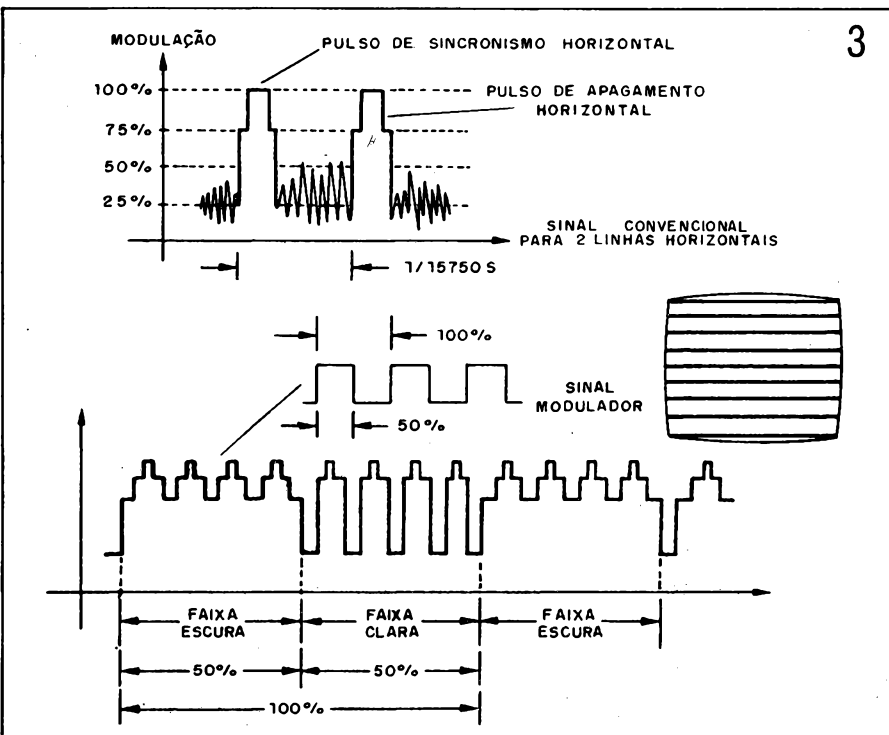 3
MODULAÇÃO
PULSO DE SINCRONISMO HORIZONTAL
100%
PULSO DE APAGAMENTO
HORIZONTAL
75%
50%
25%
SINAL CONVENCIONAL
PARA 2 LINHAS HORIZONTAIS
1/15750 S
100%
SINAL
MODULADOR
50%
FAIXA
ESCURA
FAIXA
CLARA
FAIXA
ESCURA
50%
50%
100%